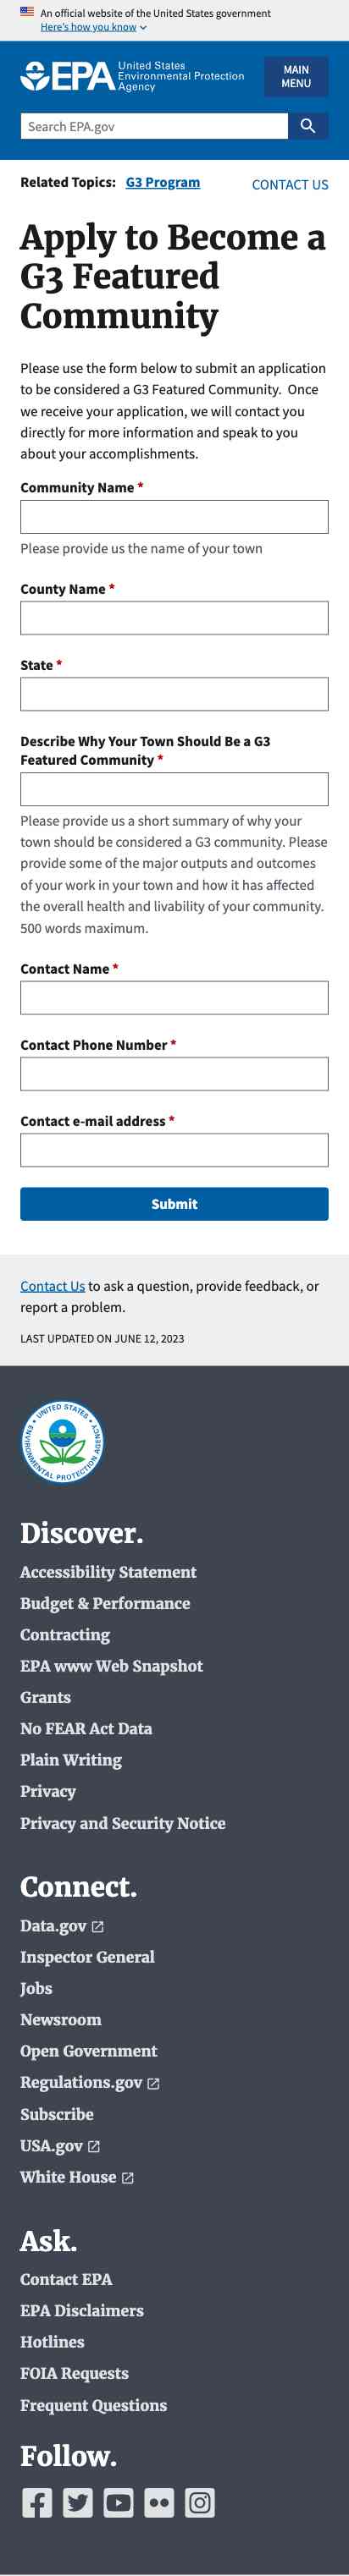 An official website of the United States government
Here's how you know
EPA United States
Environmental Protection
Agency
MAIN
MENU
Search EPA.gov
Related Topics: G3 Program
CONTACT US
Apply to Become a
G3 Featured
Community
Please use the form below to submit an application
to be considered a G3 Featured Community. Once
we receive your application, we will contact you
directly for more information and speak to you
about your accomplishments.
Community Name *
Please provide us the name of your town
County Name *
State *
Describe Why Your Town Should Be a G3
Featured Community *
Please provide us a short summary of why your
town should be considered a G3 community. Please
provide some of the major outputs and outcomes
of your work in your town and how it has affected
the overall health and livability of your community.
500 words maximum.
Contact Name *
Contact Phone Number *
Contact e-mail address *
Submit
Contact Us to ask a question, provide feedback, or
report a problem.
LAST UPDATED ON JUNE 12, 2023
UNITED STATES
ENVIRONMENTAL PROTECTION AGENCY
Discover.
Accessibility Statement
Budget & Performance
Contracting
EPA www Web Snapshot
Grants
No FEAR Act Data
Plain Writing
Privacy
Privacy and Security Notice
Connect.
Data.gov
Inspector General
Jobs
Newsroom
Open Government
Regulations.gov
Subscribe
USA.gov
White House
Ask.
Contact EPA
EPA Disclaimers
Hotlines
FOIA Requests
Frequent Questions
Follow.